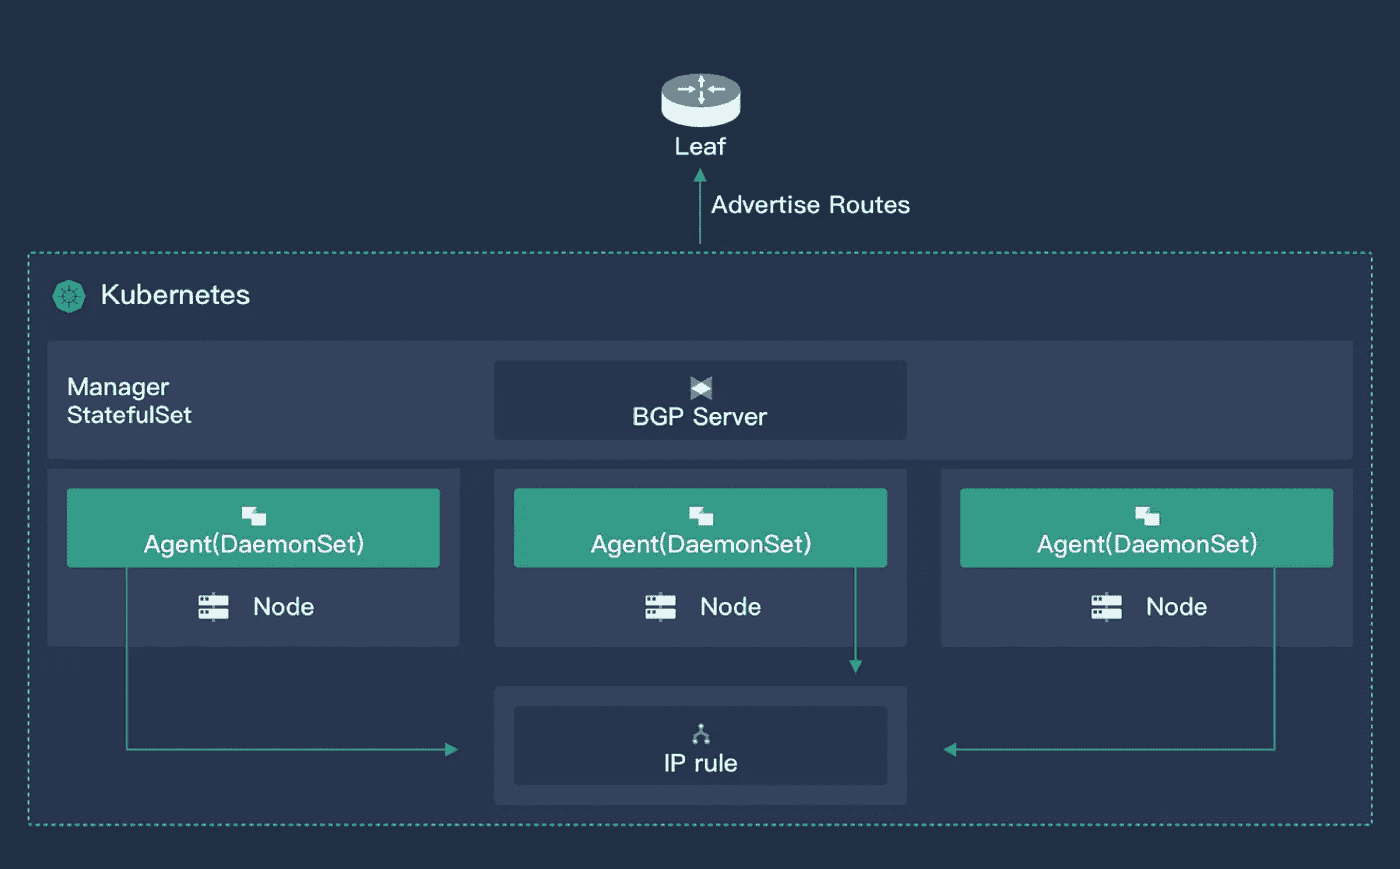 Leaf
Advertise Routes
Kubernetes
Manager
StatefulSet
BGP Server
Agent(DaemonSet)
Agent(DaemonSet)
Agent(DaemonSet)
Node
Node
Node
IP rule